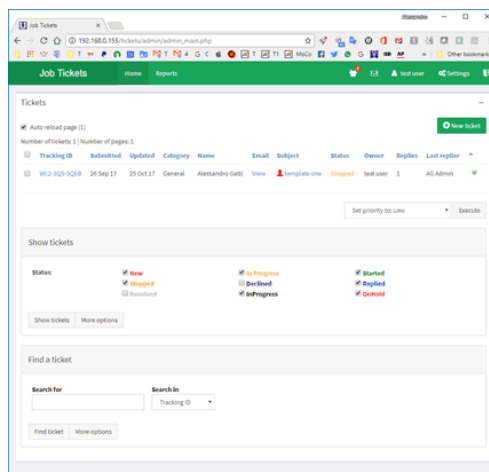 Job Tickets
192.168.0.155/tickets/admin/admin_main.php
Other bookmarks
Job Tickets Home Reports test user Settings
Tickets
Auto reload page (1)
New ticket
Number of tickets: 1 | Number of pages: 1
Tracking ID Submitted Updated Category Name Email Subject Status Owner Replies Last replier
26 Sep 17 25 Oct 17 General Alessandro Gatti View template one Stopped test user 1 AG Admin
Set priority to: Low Execute
Show tickets
Status: New In Progress Started
Stopped Declined Replied
Resolved InProgress OnHold
Show tickets More options
Find a ticket
Search for Search in
Tracking ID
Find ticket More options